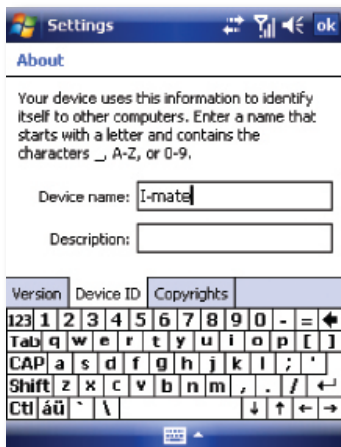 Settings ok
About
Your device uses this information to identify
itself to other computers. Enter a name that
starts with a letter and contains the
characters _, A-Z, or 0-9.
Device name: I-mate
Description:
Version Device ID Copyrights
123 1 2 3 4 5 6 7 8 9 0 - = 
Tab q w e r t y u i o p [ ]
CAP a s d f g h j k l ; '
Shift z x c v b n m , . /
Ctl áü ` \